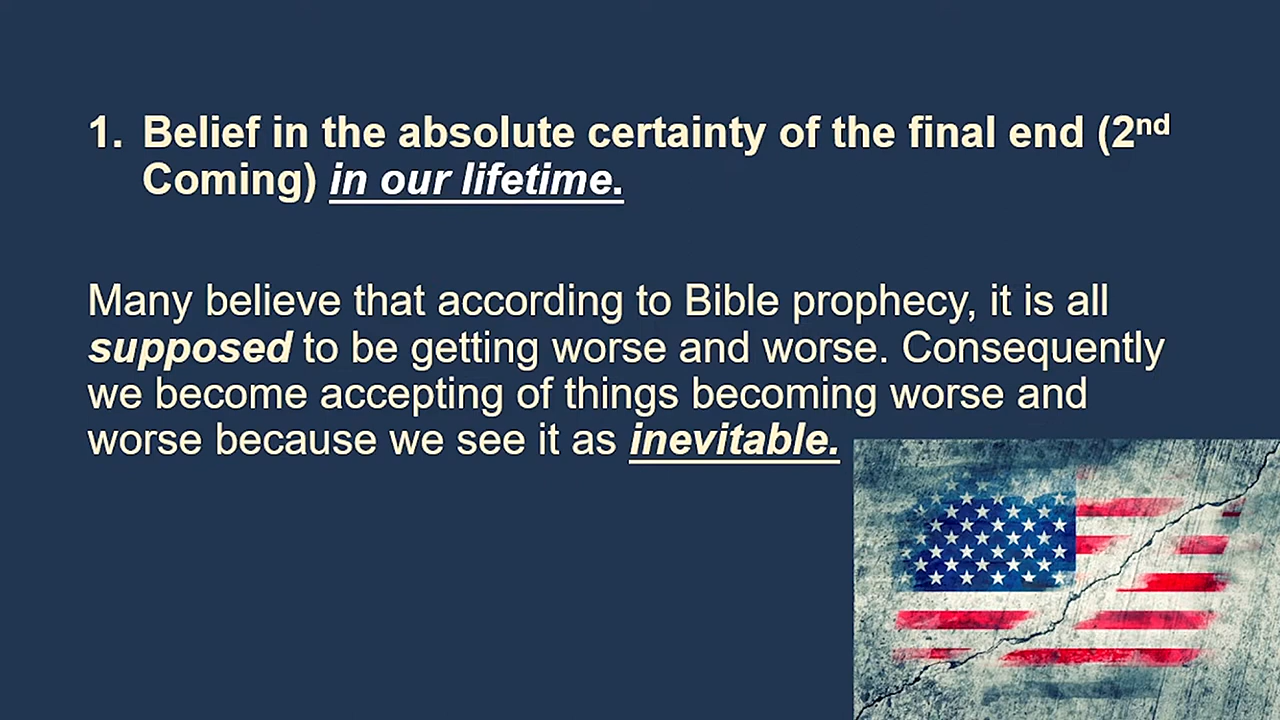 1. Belief in the absolute certainty of the final end (2nd
Coming) in our lifetime.
Many believe that according to Bible prophecy, it is all
supposed to be getting worse and worse. Consequently
we become accepting of things becoming worse and
worse because we see it as inevitable.